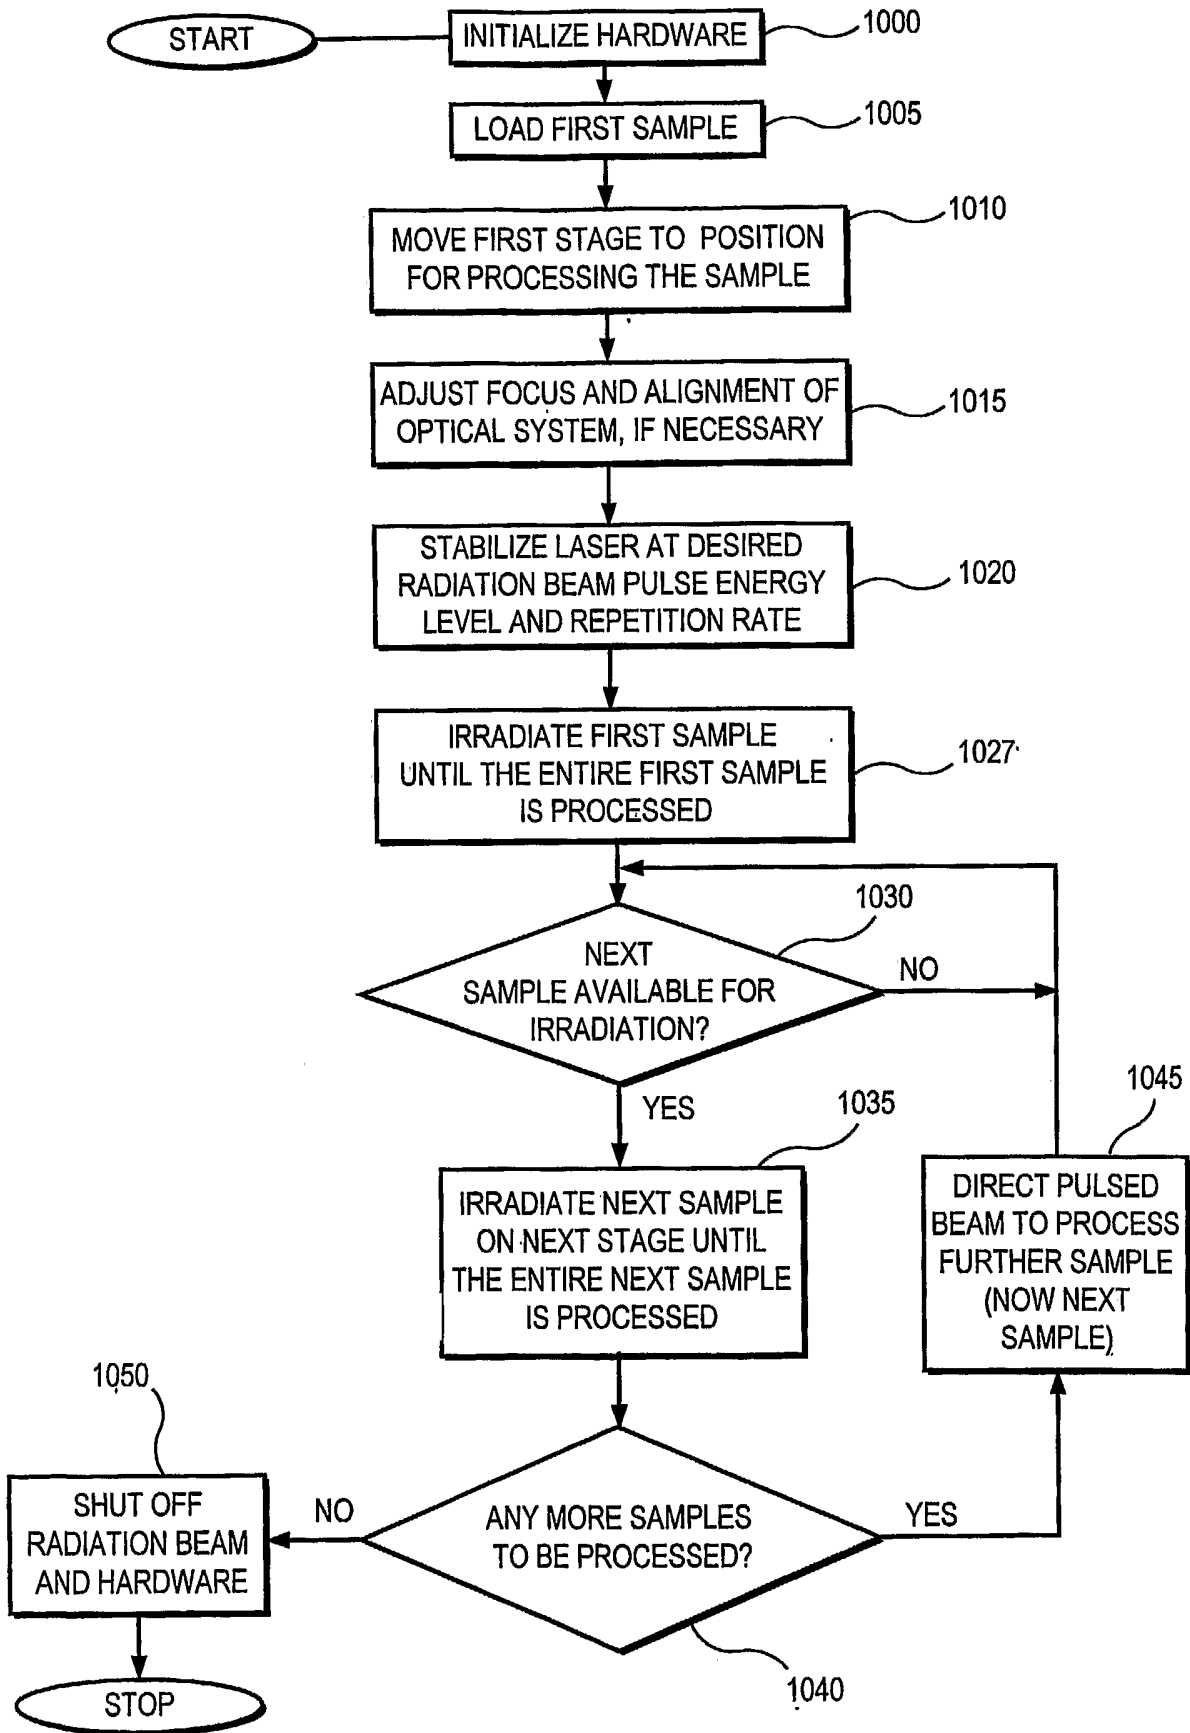 START
INITIALIZE HARDWARE
1000
LOAD FIRST SAMPLE
1005
MOVE FIRST STAGE TO POSITION
FOR PROCESSING THE SAMPLE
1010
ADJUST FOCUS AND ALIGNMENT OF
OPTICAL SYSTEM, IF NECESSARY
1015
STABILIZE LASER AT DESIRED
RADIATION BEAM PULSE ENERGY
LEVEL AND REPETITION RATE
1020
IRRADIATE FIRST SAMPLE
UNTIL THE ENTIRE FIRST SAMPLE
IS PROCESSED
1027
NEXT
SAMPLE AVAILABLE FOR
IRRADIATION?
1030
NO
YES
1035
IRRADIATE NEXT SAMPLE
ON NEXT STAGE UNTIL
THE ENTIRE NEXT SAMPLE
IS PROCESSED
1045
DIRECT PULSED
BEAM TO PROCESS
FURTHER SAMPLE
(NOW NEXT
SAMPLE)
ANY MORE SAMPLES
TO BE PROCESSED?
1040
YES
NO
1050
SHUT OFF
RADIATION BEAM
AND HARDWARE
STOP